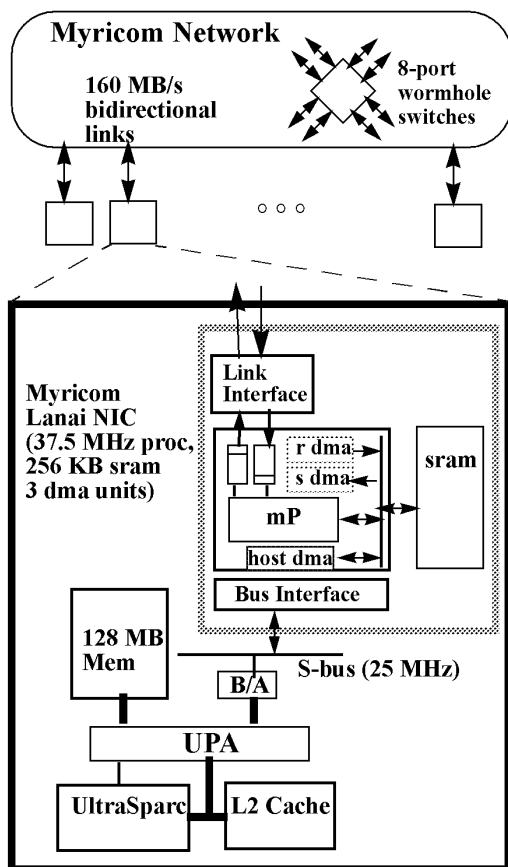 Myricom Network
160 MB/s
bidirectional
links
8-port
wormhole
switches
Myricom
Lanai NIC
(37.5 MHz proc,
256 KB sram
3 dma units)
Link
Interface
r dma
s dma
mP
host dma
sram
Bus Interface
128 MB
Mem
S-bus (25 MHz)
B/A
UPA
UltraSparc
L2 Cache